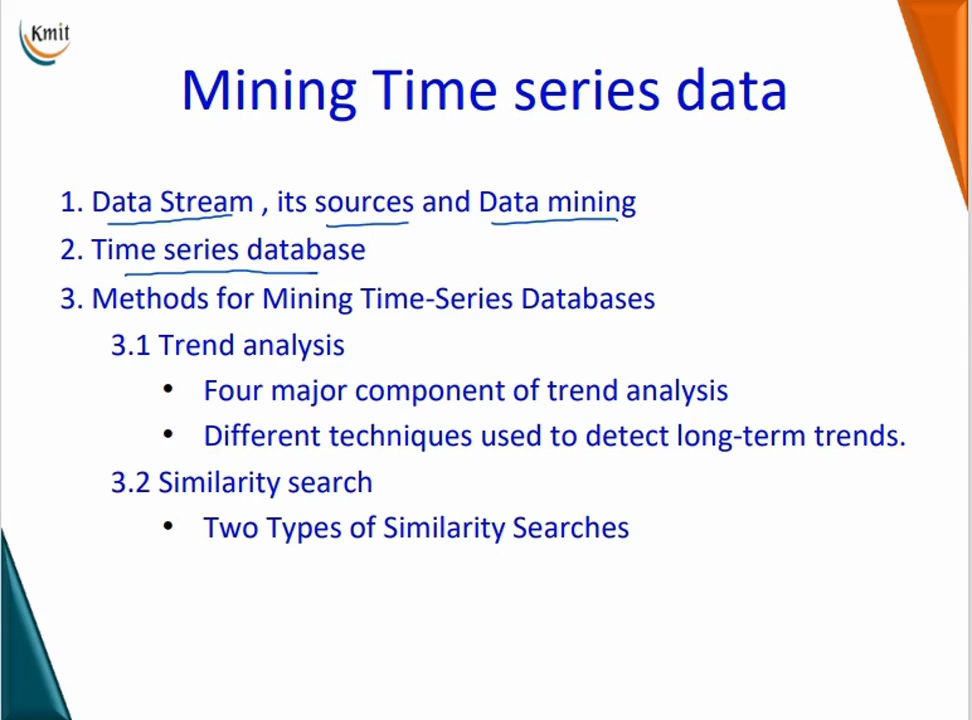 Kmit
Mining Time series data
1. Data Stream , its sources and Data mining
2. Time series database
3. Methods for Mining Time-Series Databases
3.1 Trend analysis
• Four major component of trend analysis
• Different techniques used to detect long-term trends.
3.2 Similarity search
• Two Types of Similarity Searches